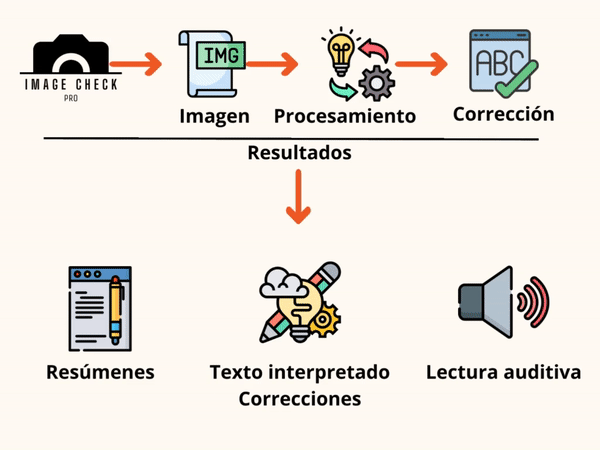 IMAGE CHECK
PRO
IMG
ABC
Imagen
Procesamiento
Corrección
Resultados
Resúmenes
Texto interpretado
Correcciones
Lectura auditiva